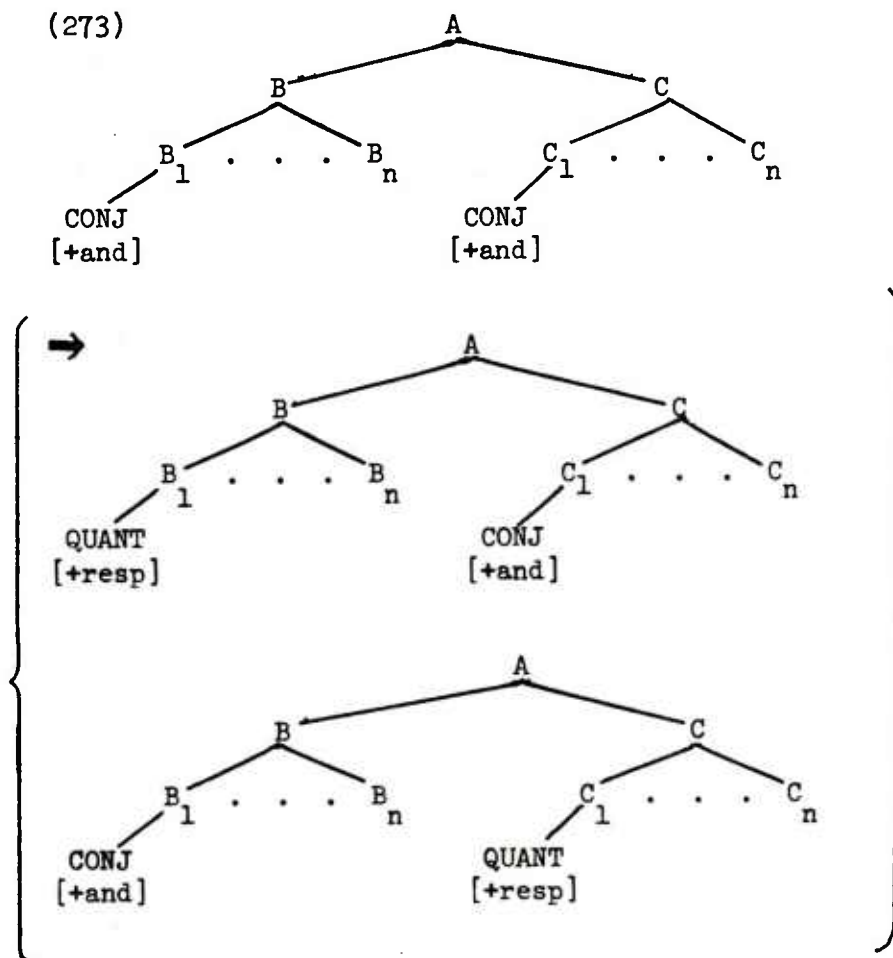 (273)
A
B C
B1 . . . Bn C1 . . . Cn
CONJ CONJ
[+and] [+and]
➡
A
B C
B1 . . . Bn C1 . . . Cn
QUANT CONJ
[+resp] [+and]
A
B C
B1 . . . Bn C1 . . . Cn
CONJ QUANT
[+and] [+resp]